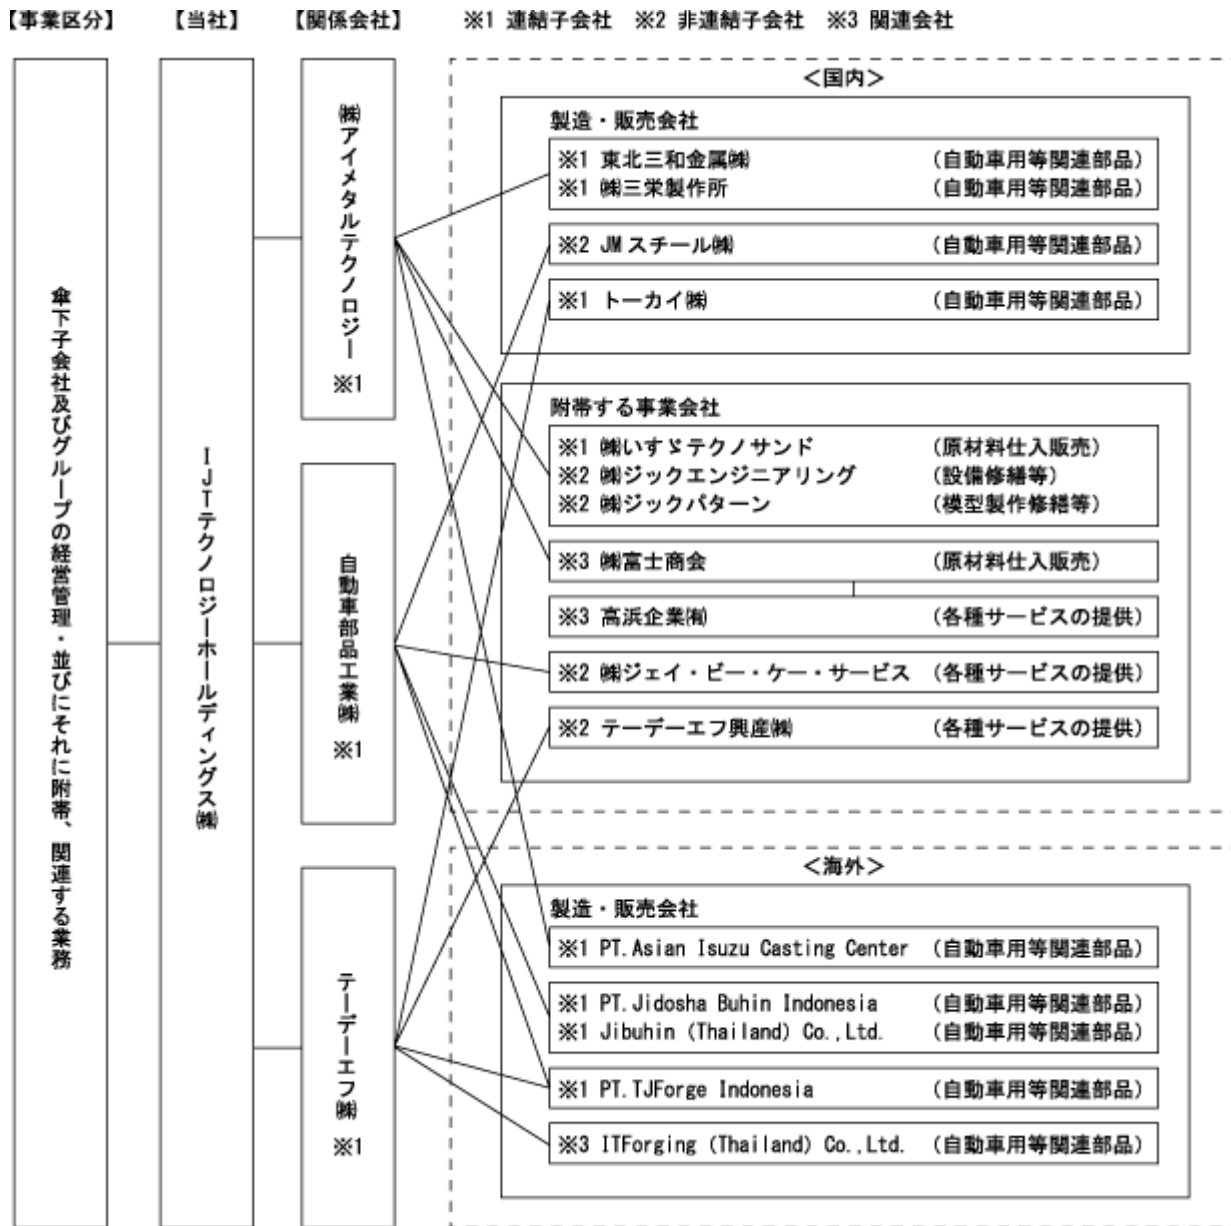 【事業区分】 【当社】 【関係会社】 ※1 連結子会社 ※2 非連結子会社 ※3 関連会社
傘下子会社及びグループの経営管理・並びにそれに附帯、関連する業務
IJTテクノロジーホールディングス㈱
㈱アイメタルテクノロジー ※1
自動車部品工業㈱ ※1
テーデーエフ㈱ ※1
＜国内＞
製造・販売会社
※1 東北三和金属㈱ (自動車用等関連部品)
※1 ㈱三栄製作所 (自動車用等関連部品)
※2 JMスチール㈱ (自動車用等関連部品)
※1 トーカイ㈱ (自動車用等関連部品)
附帯する事業会社
※1 ㈱いすゞテクノサンド (原材料仕入販売)
※2 ㈱ジックエンジニアリング (設備修繕等)
※2 ㈱ジックパターン (模型製作修繕等)
※3 ㈱富士商会 (原材料仕入販売)
※3 高浜企業㈲ (各種サービスの提供)
※2 ㈱ジェイ・ビー・ケー・サービス (各種サービスの提供)
※2 テーデーエフ興産㈱ (各種サービスの提供)
＜海外＞
製造・販売会社
※1 PT.Asian Isuzu Casting Center (自動車用等関連部品)
※1 PT.Jidosha Buhin Indonesia (自動車用等関連部品)
※1 Jibuhin (Thailand) Co.,Ltd. (自動車用等関連部品)
※1 PT.TJForge Indonesia (自動車用等関連部品)
※3 ITForging (Thailand) Co.,Ltd. (自動車用等関連部品)